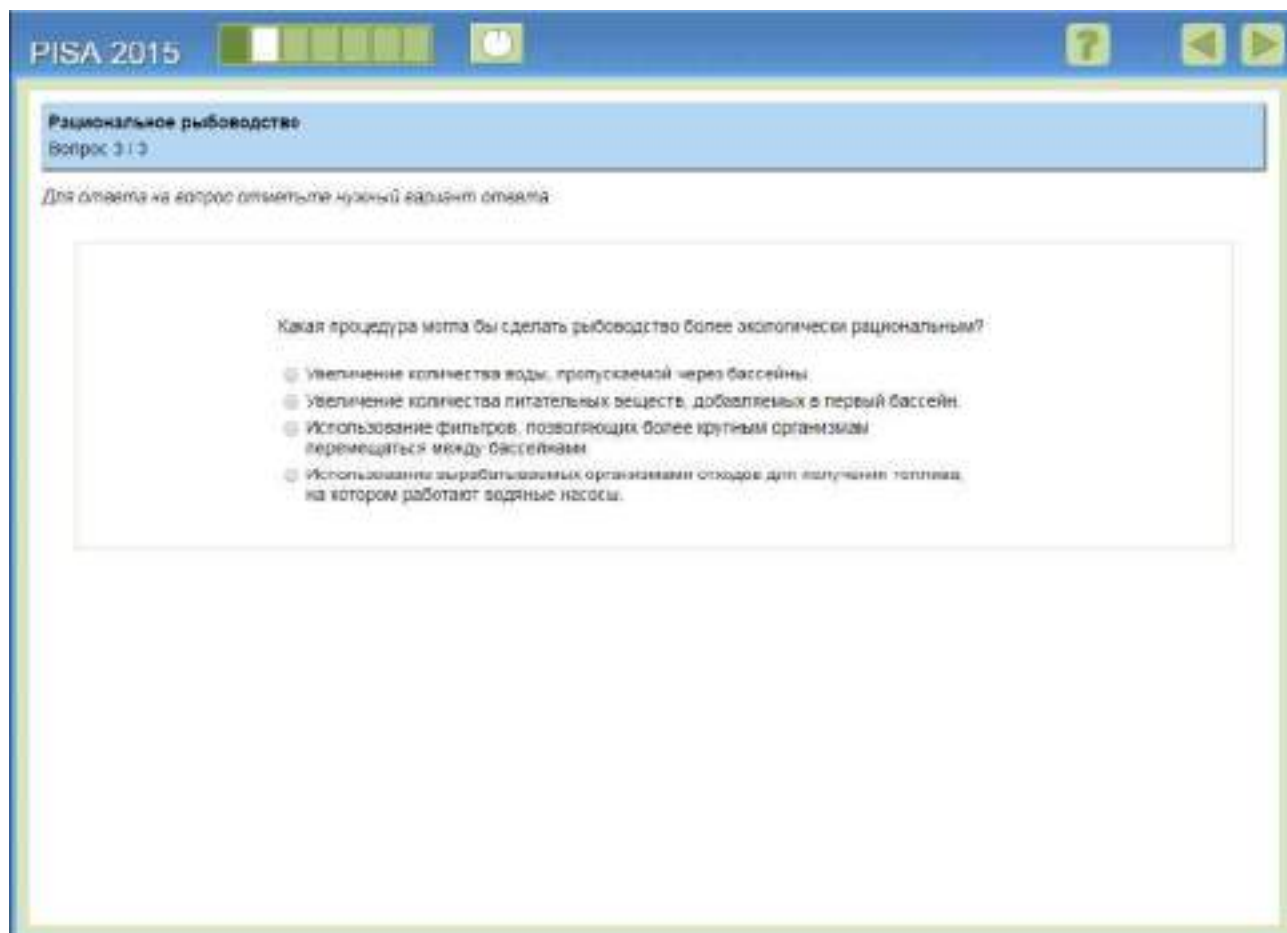 PISA 2015
?
Рациональное рыбоводство
Вопрос 3 / 3
Для ответа на вопрос отметьте нужный вариант ответа
Какая процедура могла бы сделать рыбоводство более экологически рациональным?
Увеличение количества воды, пропускаемой через бассейны.
Увеличение количества питательных веществ, добавляемых в первый бассейн.
Использование фильтров, позволяющих более крупным организмам
перемещаться между бассейнами.
Использование вырабатываемых организмами отходов для получения топлива,
на котором работают водяные насосы.